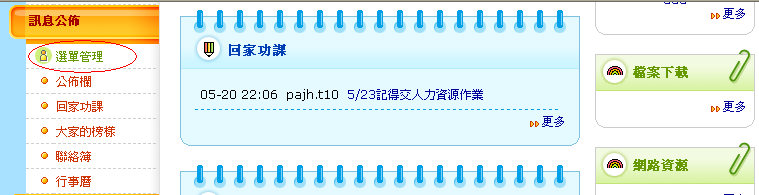 訊息公佈
選單管理
公佈欄
回家功課
大家的榜樣
聯絡簿
行事曆
回家功課
05-20 22:06 pajh.t10 5/23記得交人力資源作業
更多
更多
檔案下載
更多
網路資源